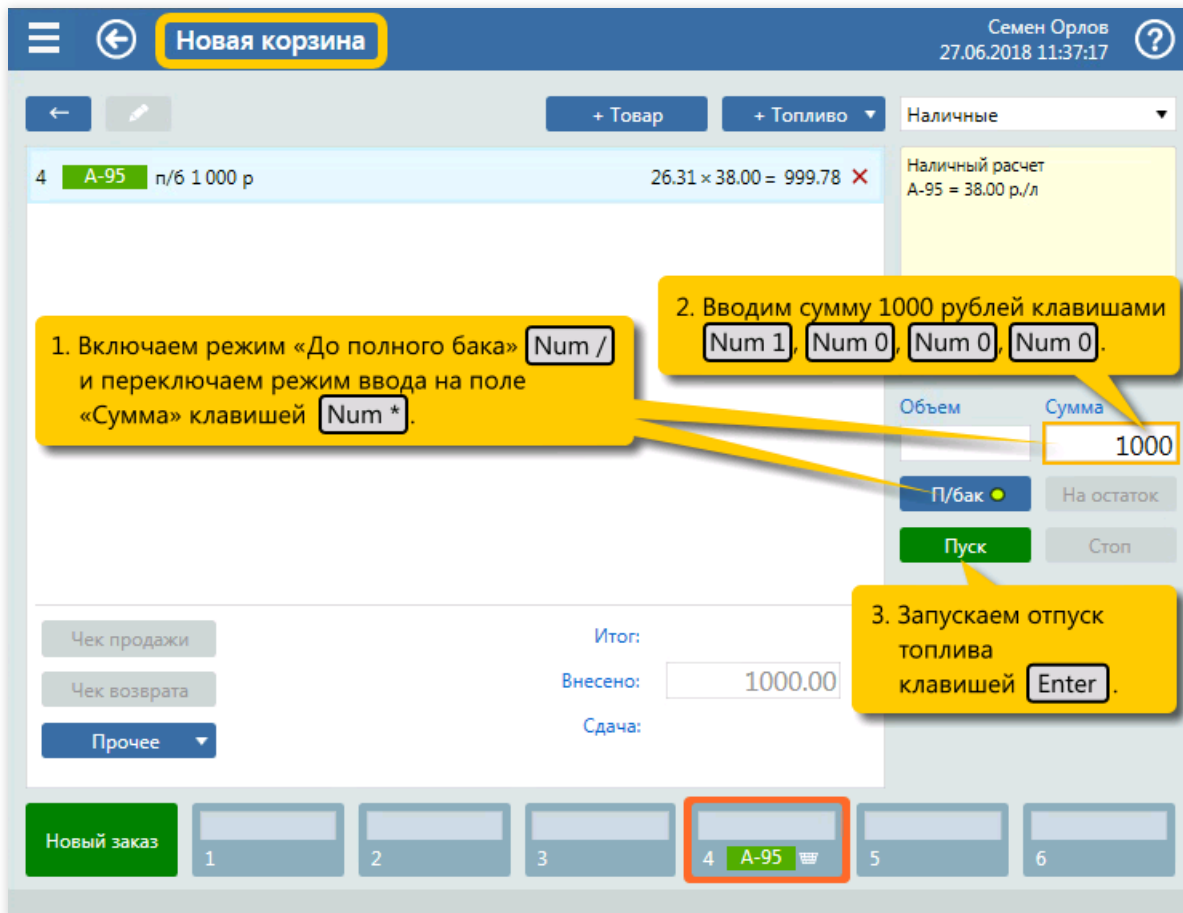 Новая корзина
Семен Орлов
27.06.2018 11:37:17
+ Товар
+ Топливо
Наличные
4 А-95 п/б 1 000 р 26.31 × 38.00 = 999.78
Наличный расчет
А-95 = 38.00 р./л
1. Включаем режим «До полного бака» Num /
и переключаем режим ввода на поле
«Сумма» клавишей Num *.
2. Вводим сумму 1000 рублей клавишами
Num 1, Num 0, Num 0, Num 0.
Объем
Сумма
1000
П/бак
На остаток
Пуск
Стоп
3. Запускаем отпуск
топлива
клавишей Enter.
Чек продажи
Чек возврата
Прочее
Итог:
Внесено: 1000.00
Сдача:
Новый заказ
1
2
3
4 А-95
5
6